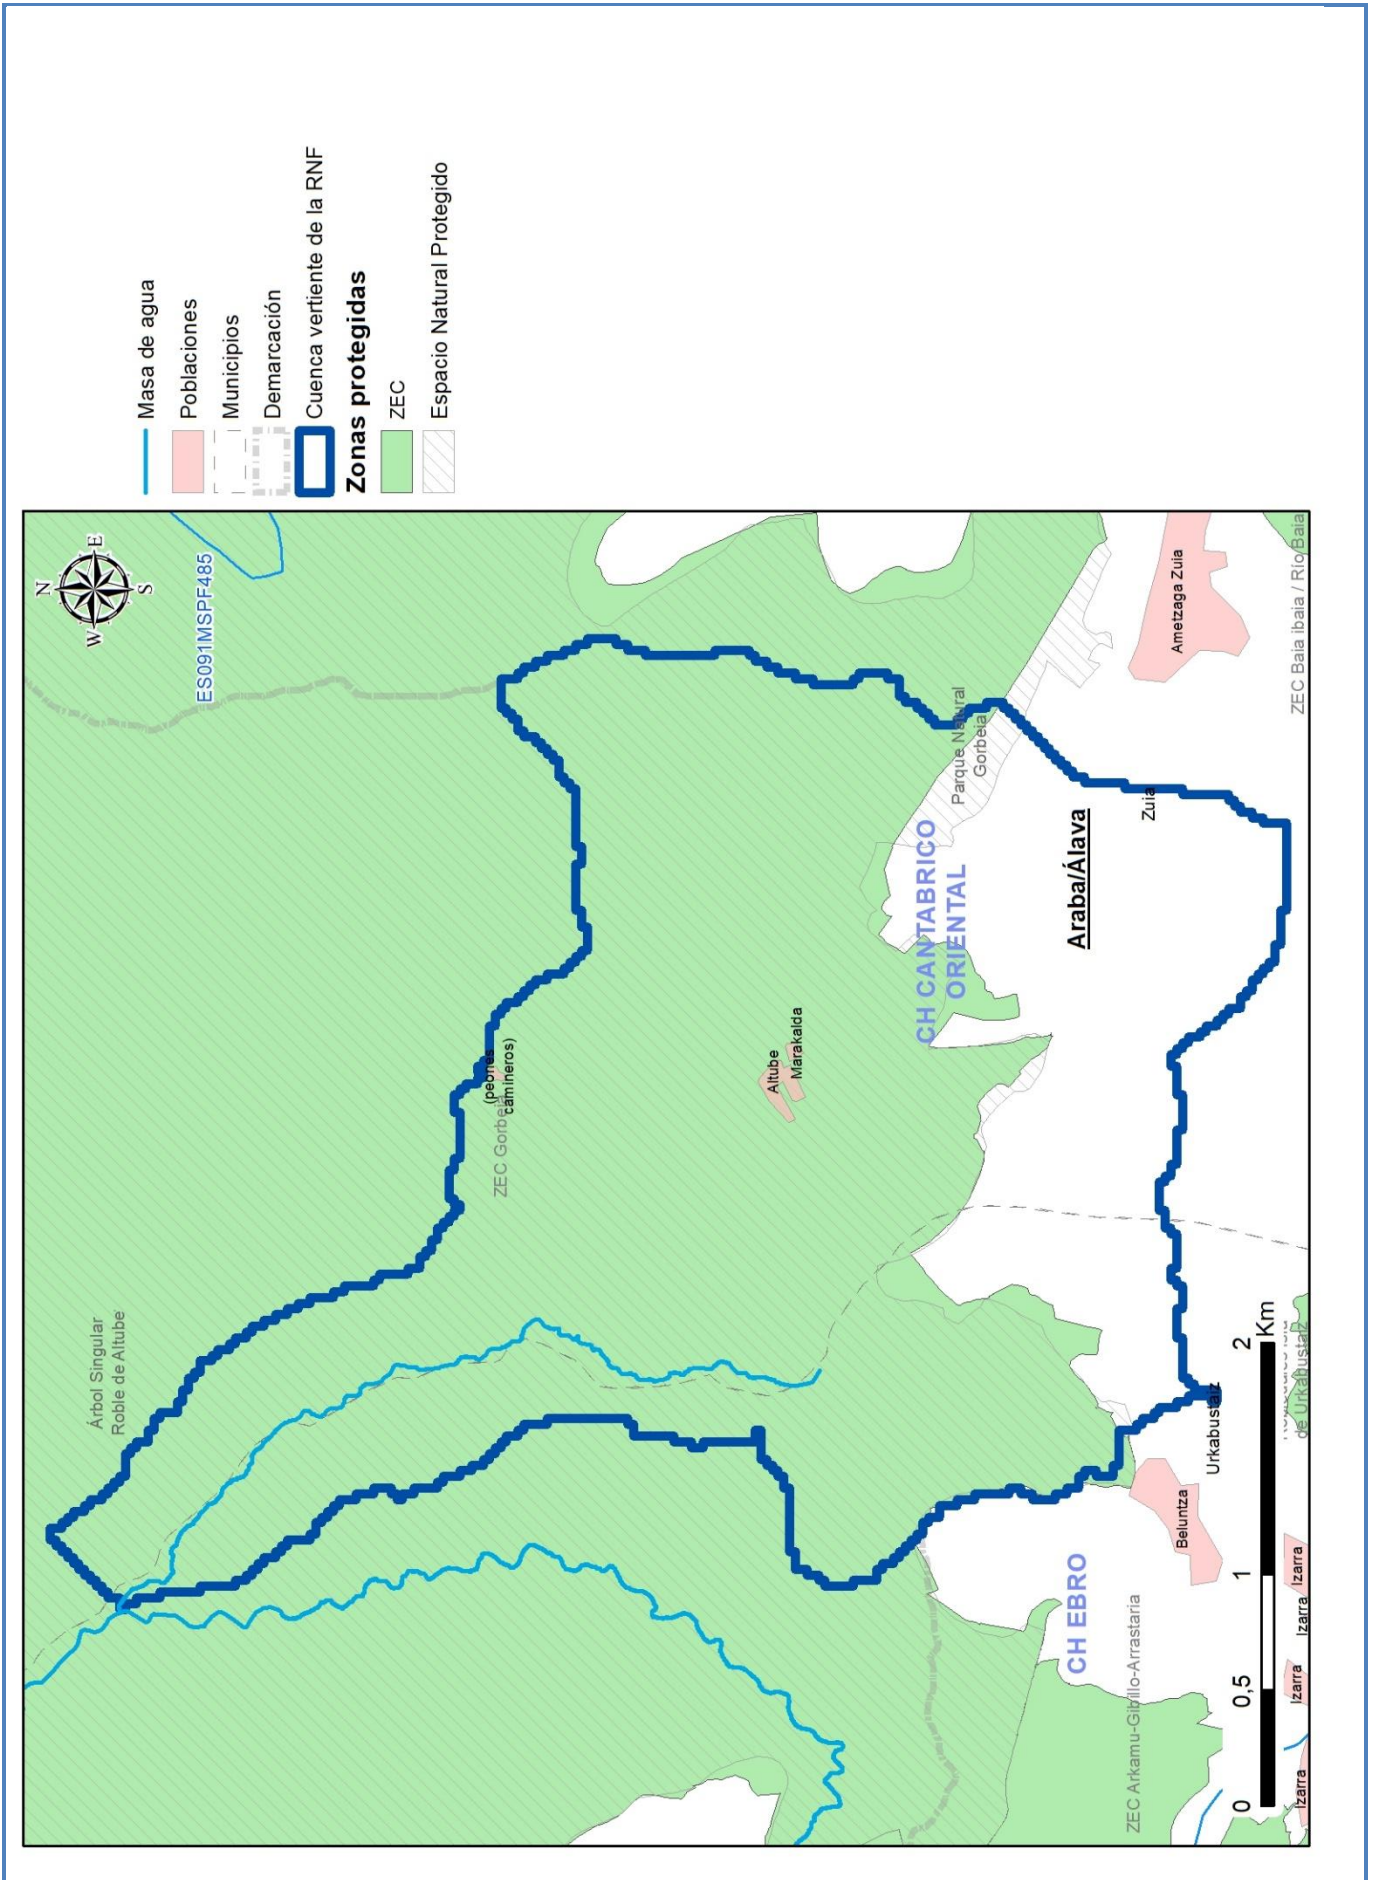 N
W
E
S
ES091MSPF485
Árbol Singular
Roble de Altube
(peones
camineros)
ZEC Gorbeia
Altube
Marakalda
CH CANTABRICO
ORIENTAL
Parque Natural
Gorbeia
Araba/Álava
Zuia
Ametzaga Zuia
ZEC Baia ibaia / Rio Baia
CH EBRO
ZEC Arkamu-Gibillo-Arrastaria
Beluntza
Urkabustaiz
de Urkabustaiz
Izarra
Izarra
Izarra
Izarra
0
0,5
1
2
Km
Masa de agua
Poblaciones
Municipios
Demarcación
Cuenca vertiente de la RNF
Zonas protegidas
ZEC
Espacio Natural Protegido